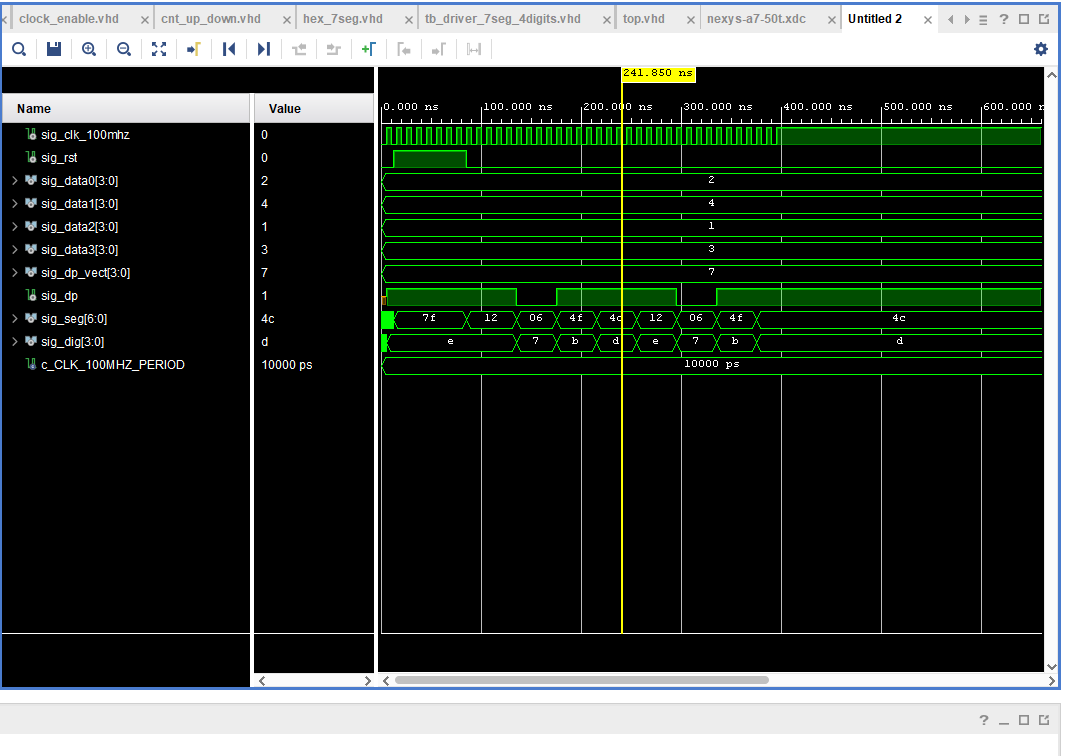 clock_enable.vhd × cnt_up_down.vhd × hex_7seg.vhd × tb_driver_7seg_4digits.vhd × top.vhd × nexys-a7-50t.xdc × Untitled 2 × ?
241.850 ns
Name Value 0.000 ns 100.000 ns 200.000 ns 300.000 ns 400.000 ns 500.000 ns 600.000 n
sig_clk_100mhz 0
sig_rst 0
sig_data0[3:0] 2 2
sig_data1[3:0] 4 4
sig_data2[3:0] 1 1
sig_data3[3:0] 3 3
sig_dp_vect[3:0] 7 7
sig_dp 1
sig_seg[6:0] 4c 7f 12 06 4f 4c 12 06 4f 4c
sig_dig[3:0] d e 7 b d e 7 b d
c_CLK_100MHZ_PERIOD 10000 ps 10000 ps
?